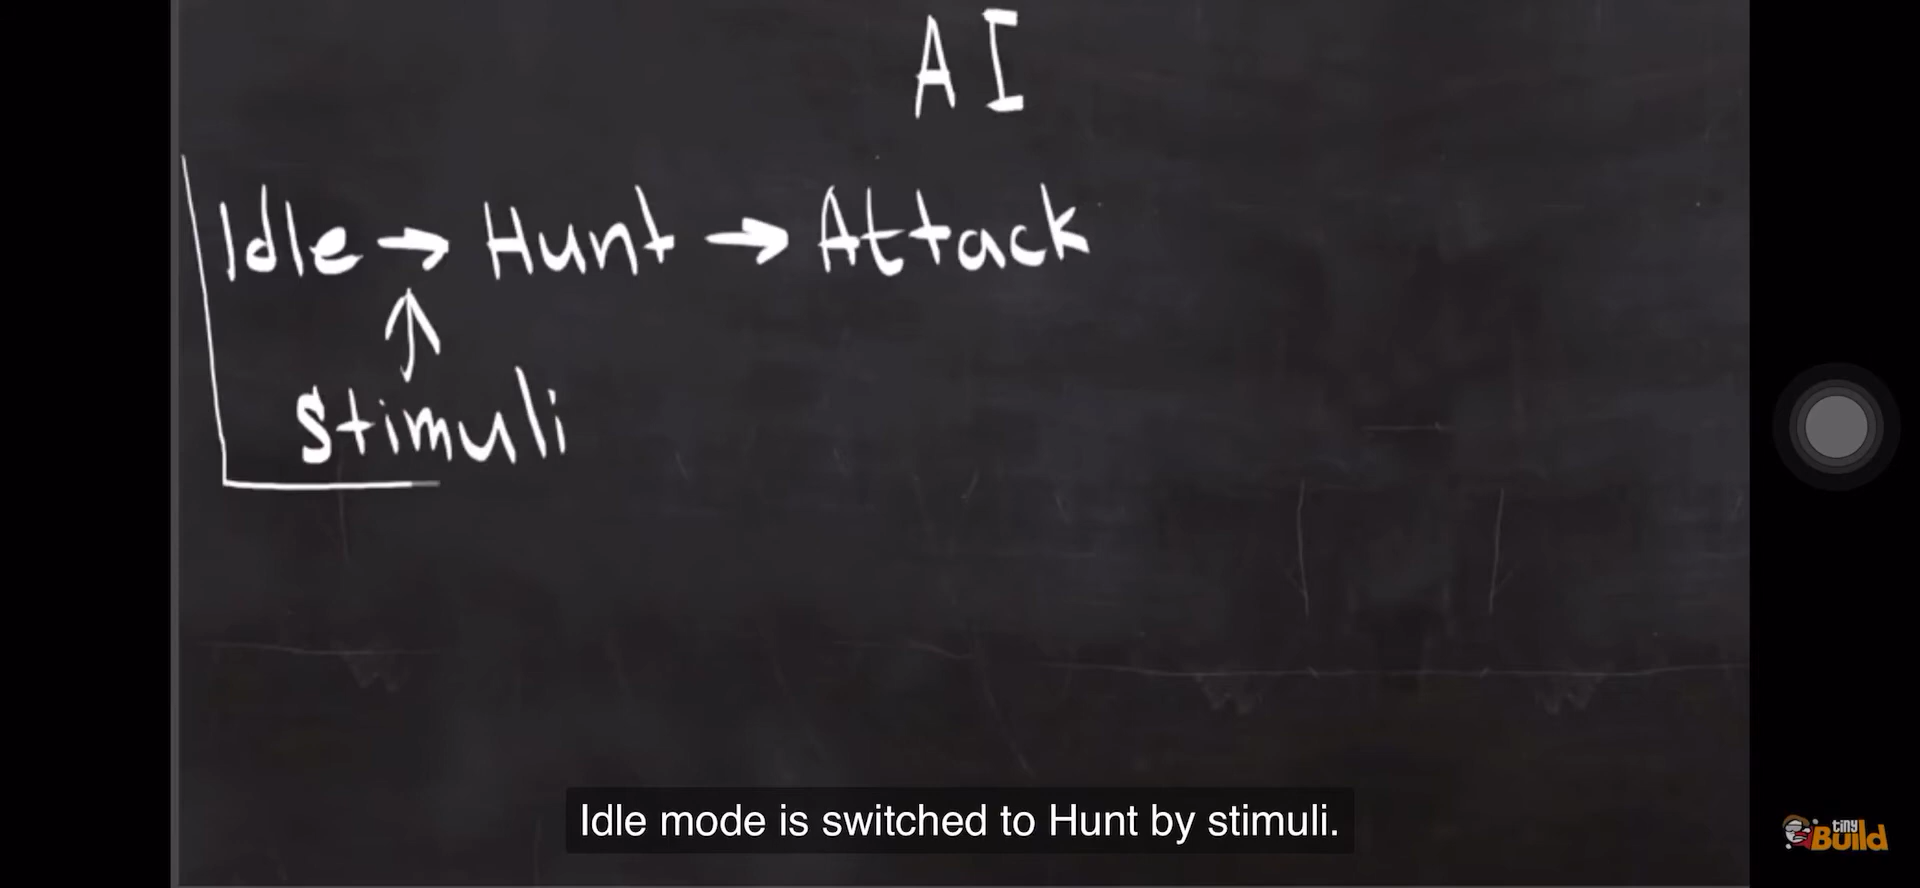 AI
Idle → Hunt → Attack
↑
Stimuli
Idle mode is switched to Hunt by stimuli.
tiny
Build